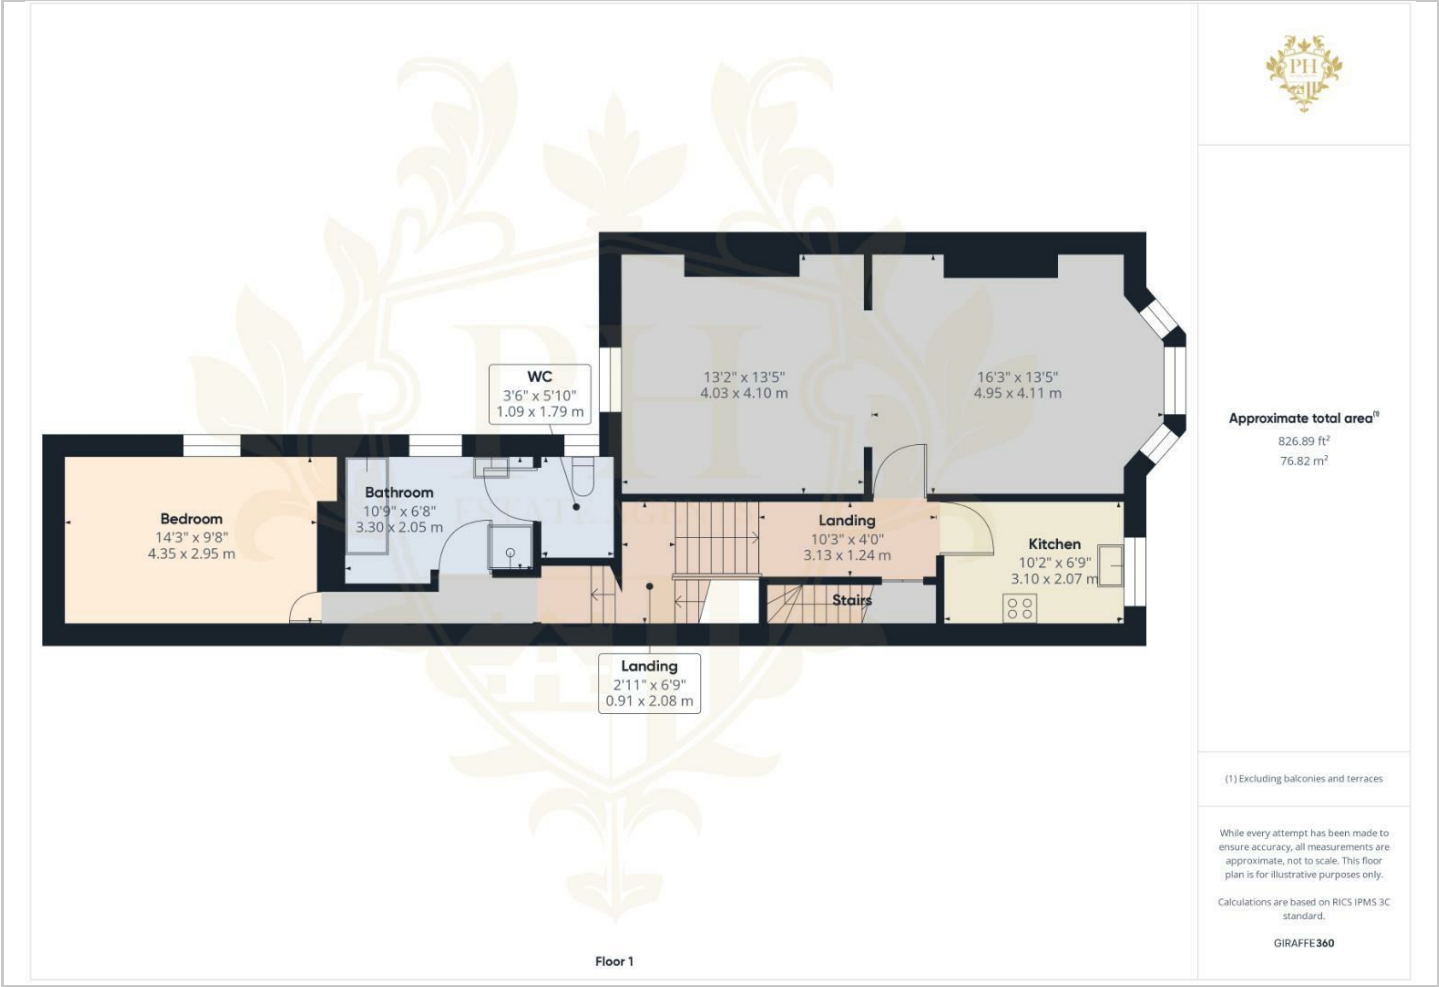 PH
WC
3'6" x 5'10"
1.09 x 1.79 m
13'2" x 13'5"
4.03 x 4.10 m
16'3" x 13'5"
4.95 x 4.11 m
Bedroom
14'3" x 9'8"
4.35 x 2.95 m
Bathroom
10'9" x 6'8"
3.30 x 2.05 m
Landing
10'3" x 4'0"
3.13 x 1.24 m
Kitchen
10'2" x 6'9"
3.10 x 2.07 m
Stairs
Landing
2'11" x 6'9"
0.91 x 2.08 m
Floor 1
PH
ESTATE AGENTS
Approximate total area(1)
826.89 ft²
76.82 m²
(1) Excluding balconies and terraces
While every attempt has been made to
ensure accuracy, all measurements are
approximate, not to scale. This floor
plan is for illustrative purposes only.
Calculations are based on RICS IPMS 3C
standard.
GIRAFFE360